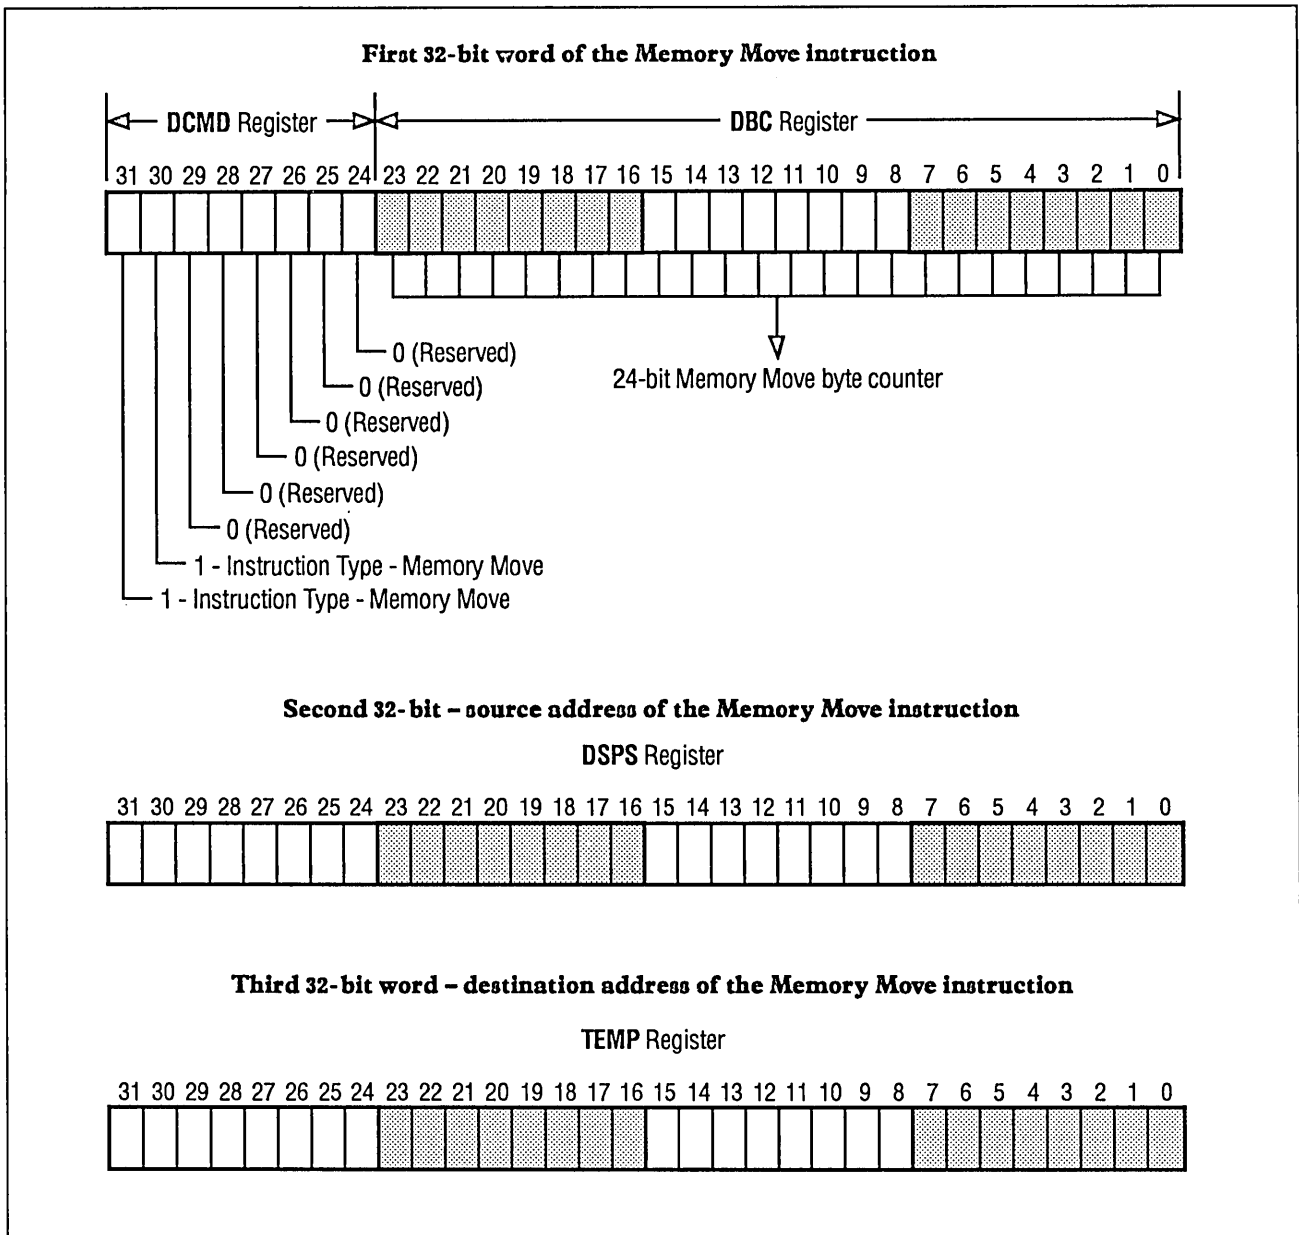 First 32-bit word of the Memory Move instruction
DCMD Register
DBC Register
31 30 29 28 27 26 25 24 23 22 21 20 19 18 17 16 15 14 13 12 11 10 9 8 7 6 5 4 3 2 1 0
0 (Reserved)
24-bit Memory Move byte counter
0 (Reserved)
0 (Reserved)
0 (Reserved)
0 (Reserved)
0 (Reserved)
1 - Instruction Type - Memory Move
1 - Instruction Type - Memory Move
Second 32-bit – source address of the Memory Move instruction
DSPS Register
31 30 29 28 27 26 25 24 23 22 21 20 19 18 17 16 15 14 13 12 11 10 9 8 7 6 5 4 3 2 1 0
Third 32-bit word – destination address of the Memory Move instruction
TEMP Register
31 30 29 28 27 26 25 24 23 22 21 20 19 18 17 16 15 14 13 12 11 10 9 8 7 6 5 4 3 2 1 0